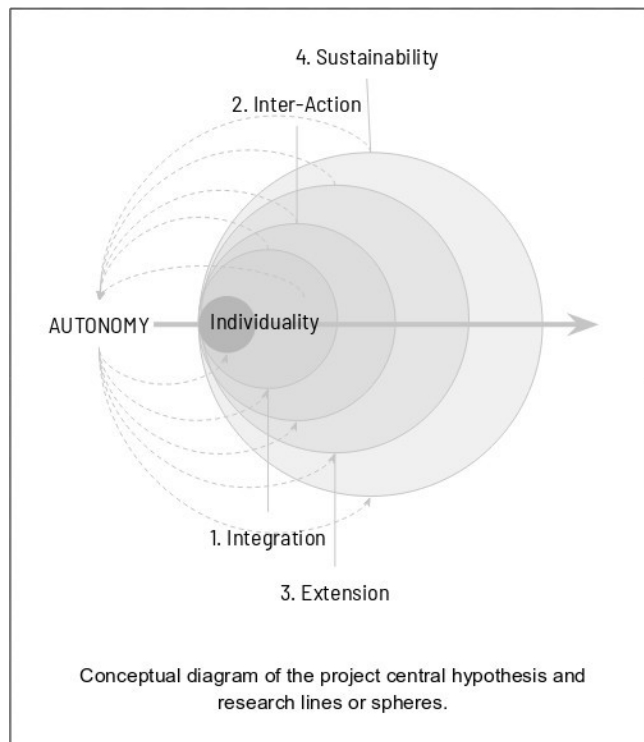 4. Sustainability
2. Inter-Action
AUTONOMY
Individuality
1. Integration
3. Extension
Conceptual diagram of the project central hypothesis and
research lines or spheres.